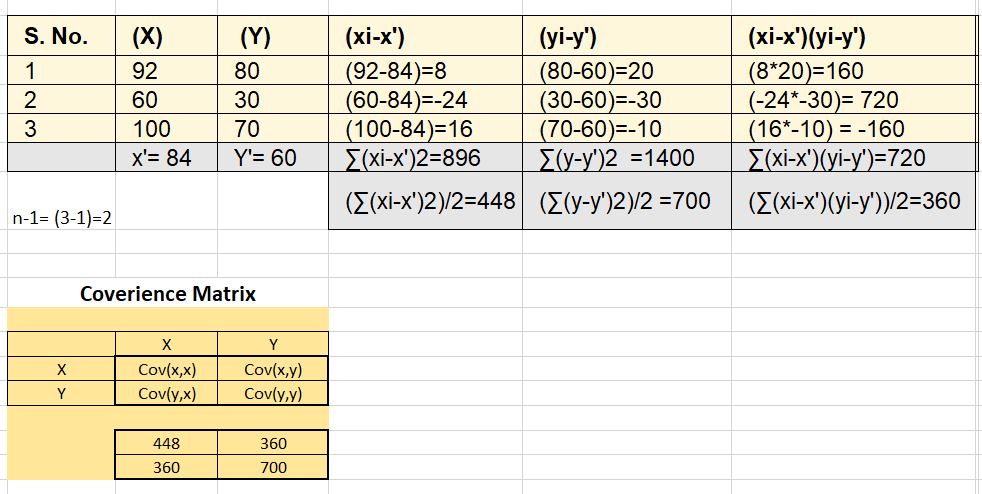 S. No. (X) (Y) (xi-x') (yi-y') (xi-x')(yi-y')
1 92 80 (92-84)=8 (80-60)=20 (8*20)=160
2 60 30 (60-84)=-24 (30-60)=-30 (-24*-30)= 720
3 100 70 (100-84)=16 (70-60)=-10 (16*-10) = -160
x'= 84 Y'= 60 ∑(xi-x')2=896 ∑(y-y')2 =1400 ∑(xi-x')(yi-y')=720
n-1= (3-1)=2 (∑(xi-x')2)/2=448 (∑(y-y')2)/2 =700 (∑(xi-x')(yi-y'))/2=360
Coverience Matrix
X Y
X Cov(x,x) Cov(x,y)
Y Cov(y,x) Cov(y,y)
448 360
360 700